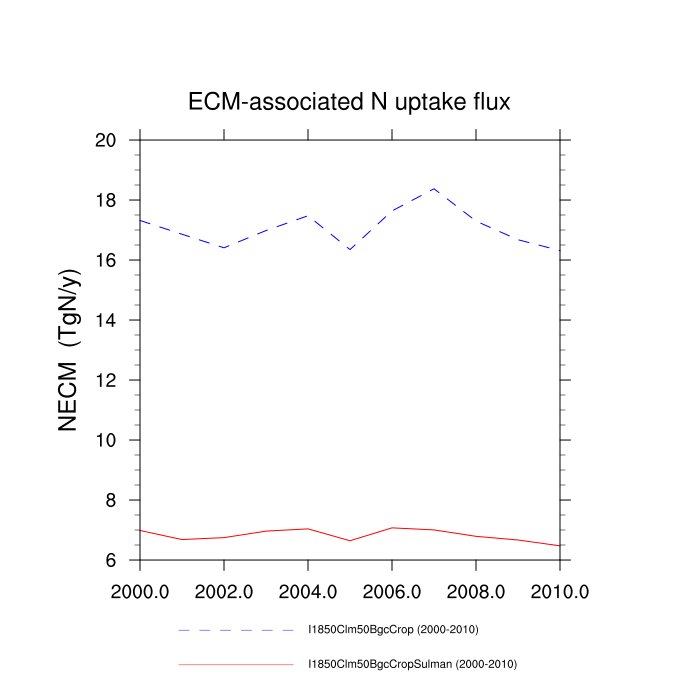 ECM-associated N uptake flux
NECM (TgN/y)
20
18
16
14
12
10
8
6
2000.0 2002.0 2004.0 2006.0 2008.0 2010.0
I1850Clm50BgcCrop (2000-2010)
I1850Clm50BgcCropSulman (2000-2010)